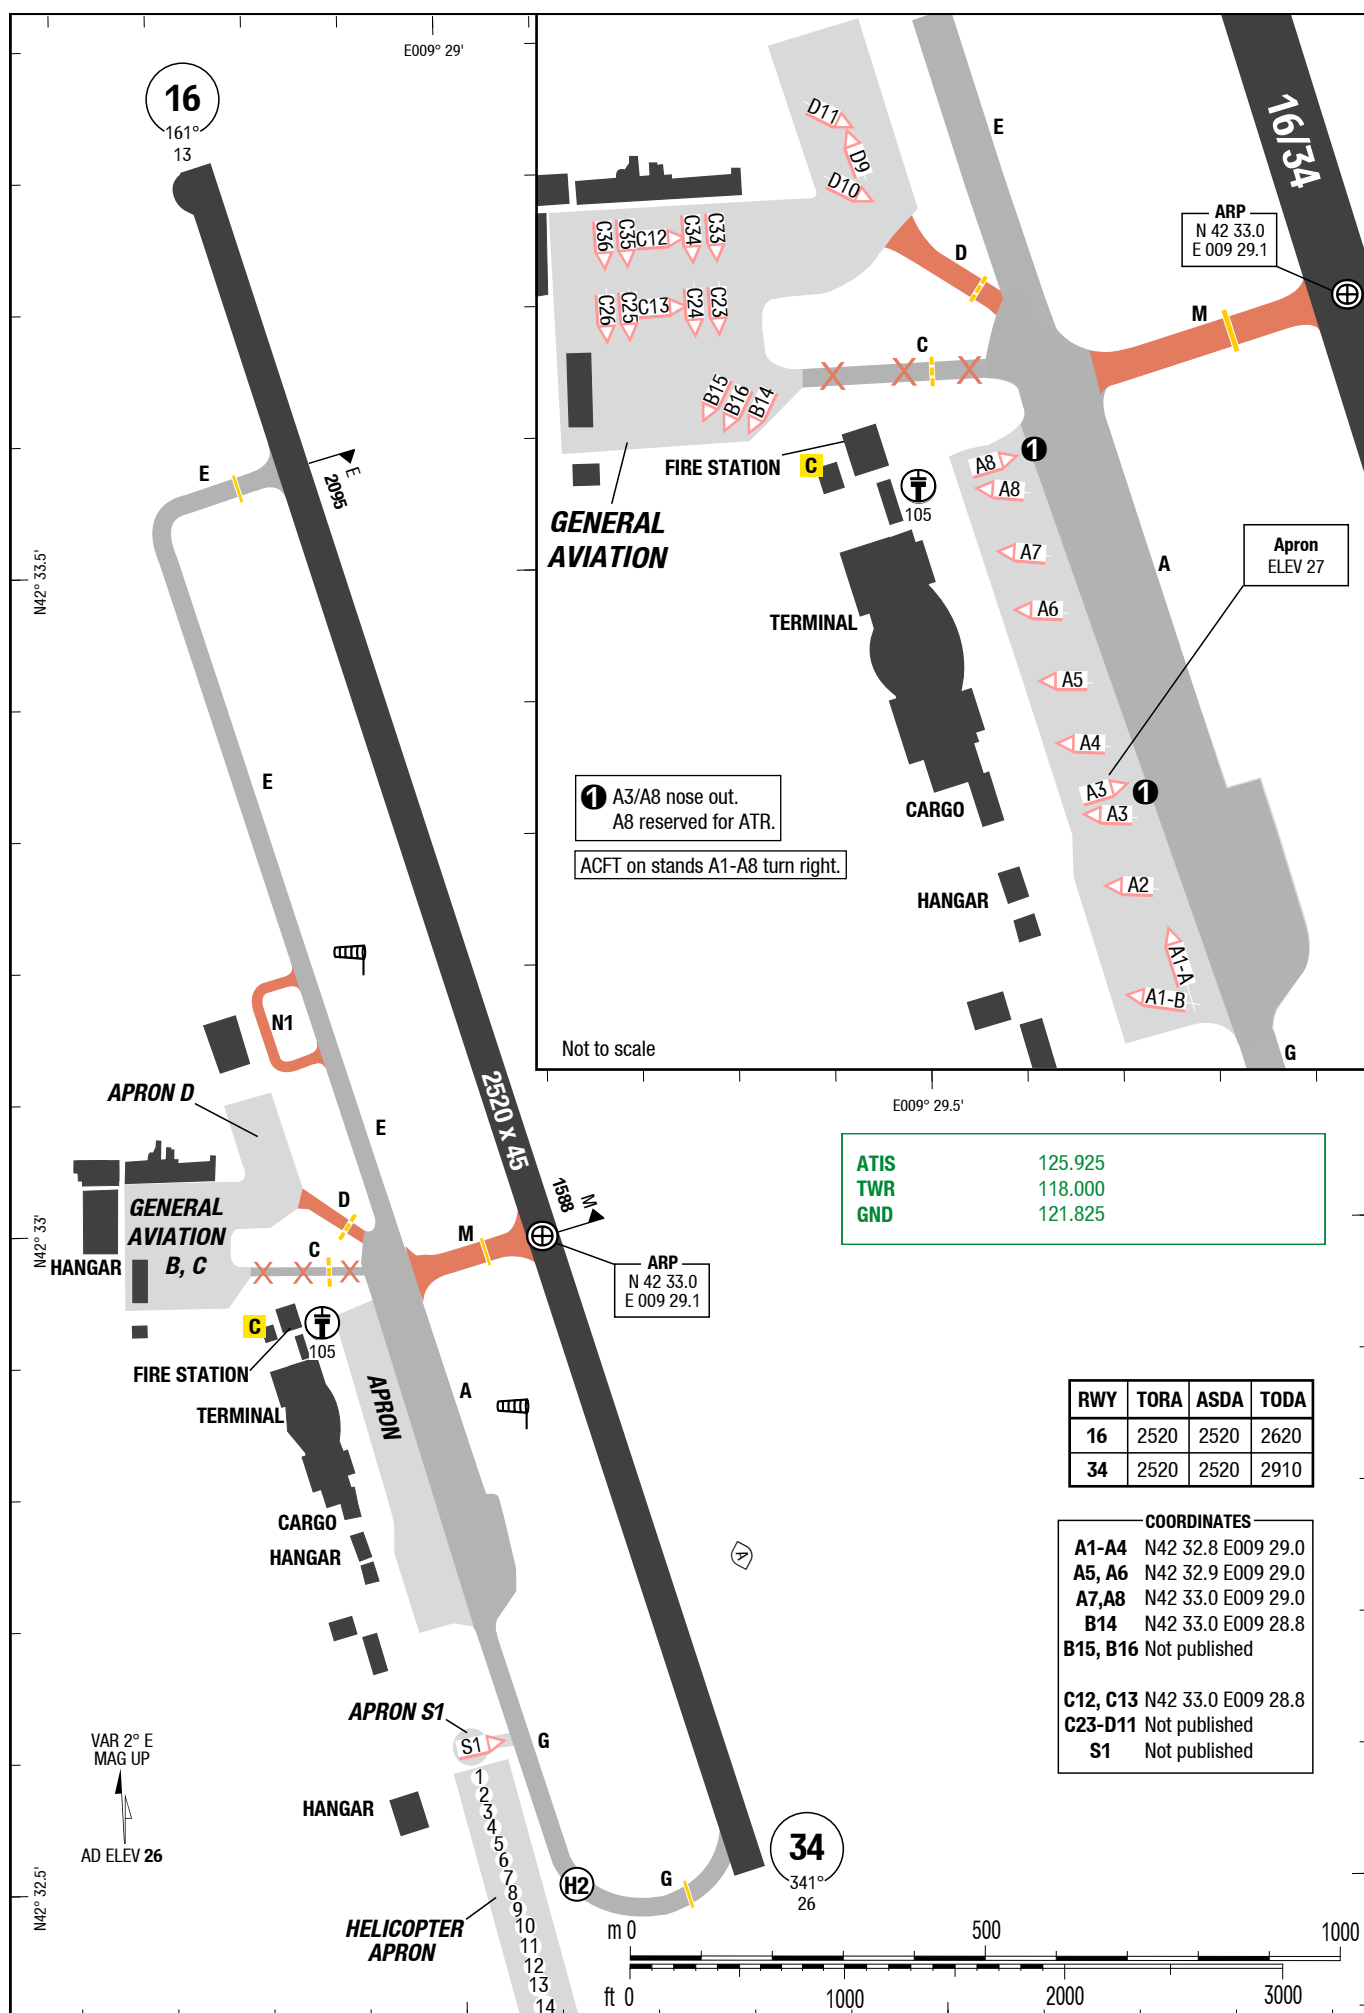 E009° 29'
16
161°
13
E
E
2095
N42° 33.5'
E
N1
APRON D
E
2520 x 45
GENERAL
AVIATION
B, C
HANGAR
D
C
M
1588
M
N42° 33'
ARP
N 42 33.0
E 009 29.1
C
105
FIRE STATION
TERMINAL
APRON
A
CARGO
HANGAR
A
APRON S1
S1
G
VAR 2° E
MAG UP
AD ELEV 26
HANGAR
1
2
3
4
5
6
7
8
9
10
11
12
13
14
H2
G
34
341°
26
N42° 32.5'
HELICOPTER
APRON
m 0 500 1000
ft 0 1000 2000 3000
D11
D9
D10
E
16/34
ARP
N 42 33.0
E 009 29.1
C36
C35
C12
C34
C33
D
C26
C25
C13
C24
C23
M
C
B15
B16
B14
FIRE STATION
C
105
A8
1
A8
GENERAL
AVIATION
A7
A
Apron
ELEV 27
A6
TERMINAL
A5
A4
A3
1
A3
CARGO
1 A3/A8 nose out.
A8 reserved for ATR.
ACFT on stands A1-A8 turn right.
A2
HANGAR
A1-A
A1-B
G
Not to scale
E009° 29.5'
ATIS 125.925
TWR 118.000
GND 121.825
RWY TORA ASDA TODA
16 2520 2520 2620
34 2520 2520 2910
COORDINATES
A1-A4 N42 32.8 E009 29.0
A5, A6 N42 32.9 E009 29.0
A7,A8 N42 33.0 E009 29.0
B14 N42 33.0 E009 28.8
B15, B16 Not published
C12, C13 N42 33.0 E009 28.8
C23-D11 Not published
S1 Not published